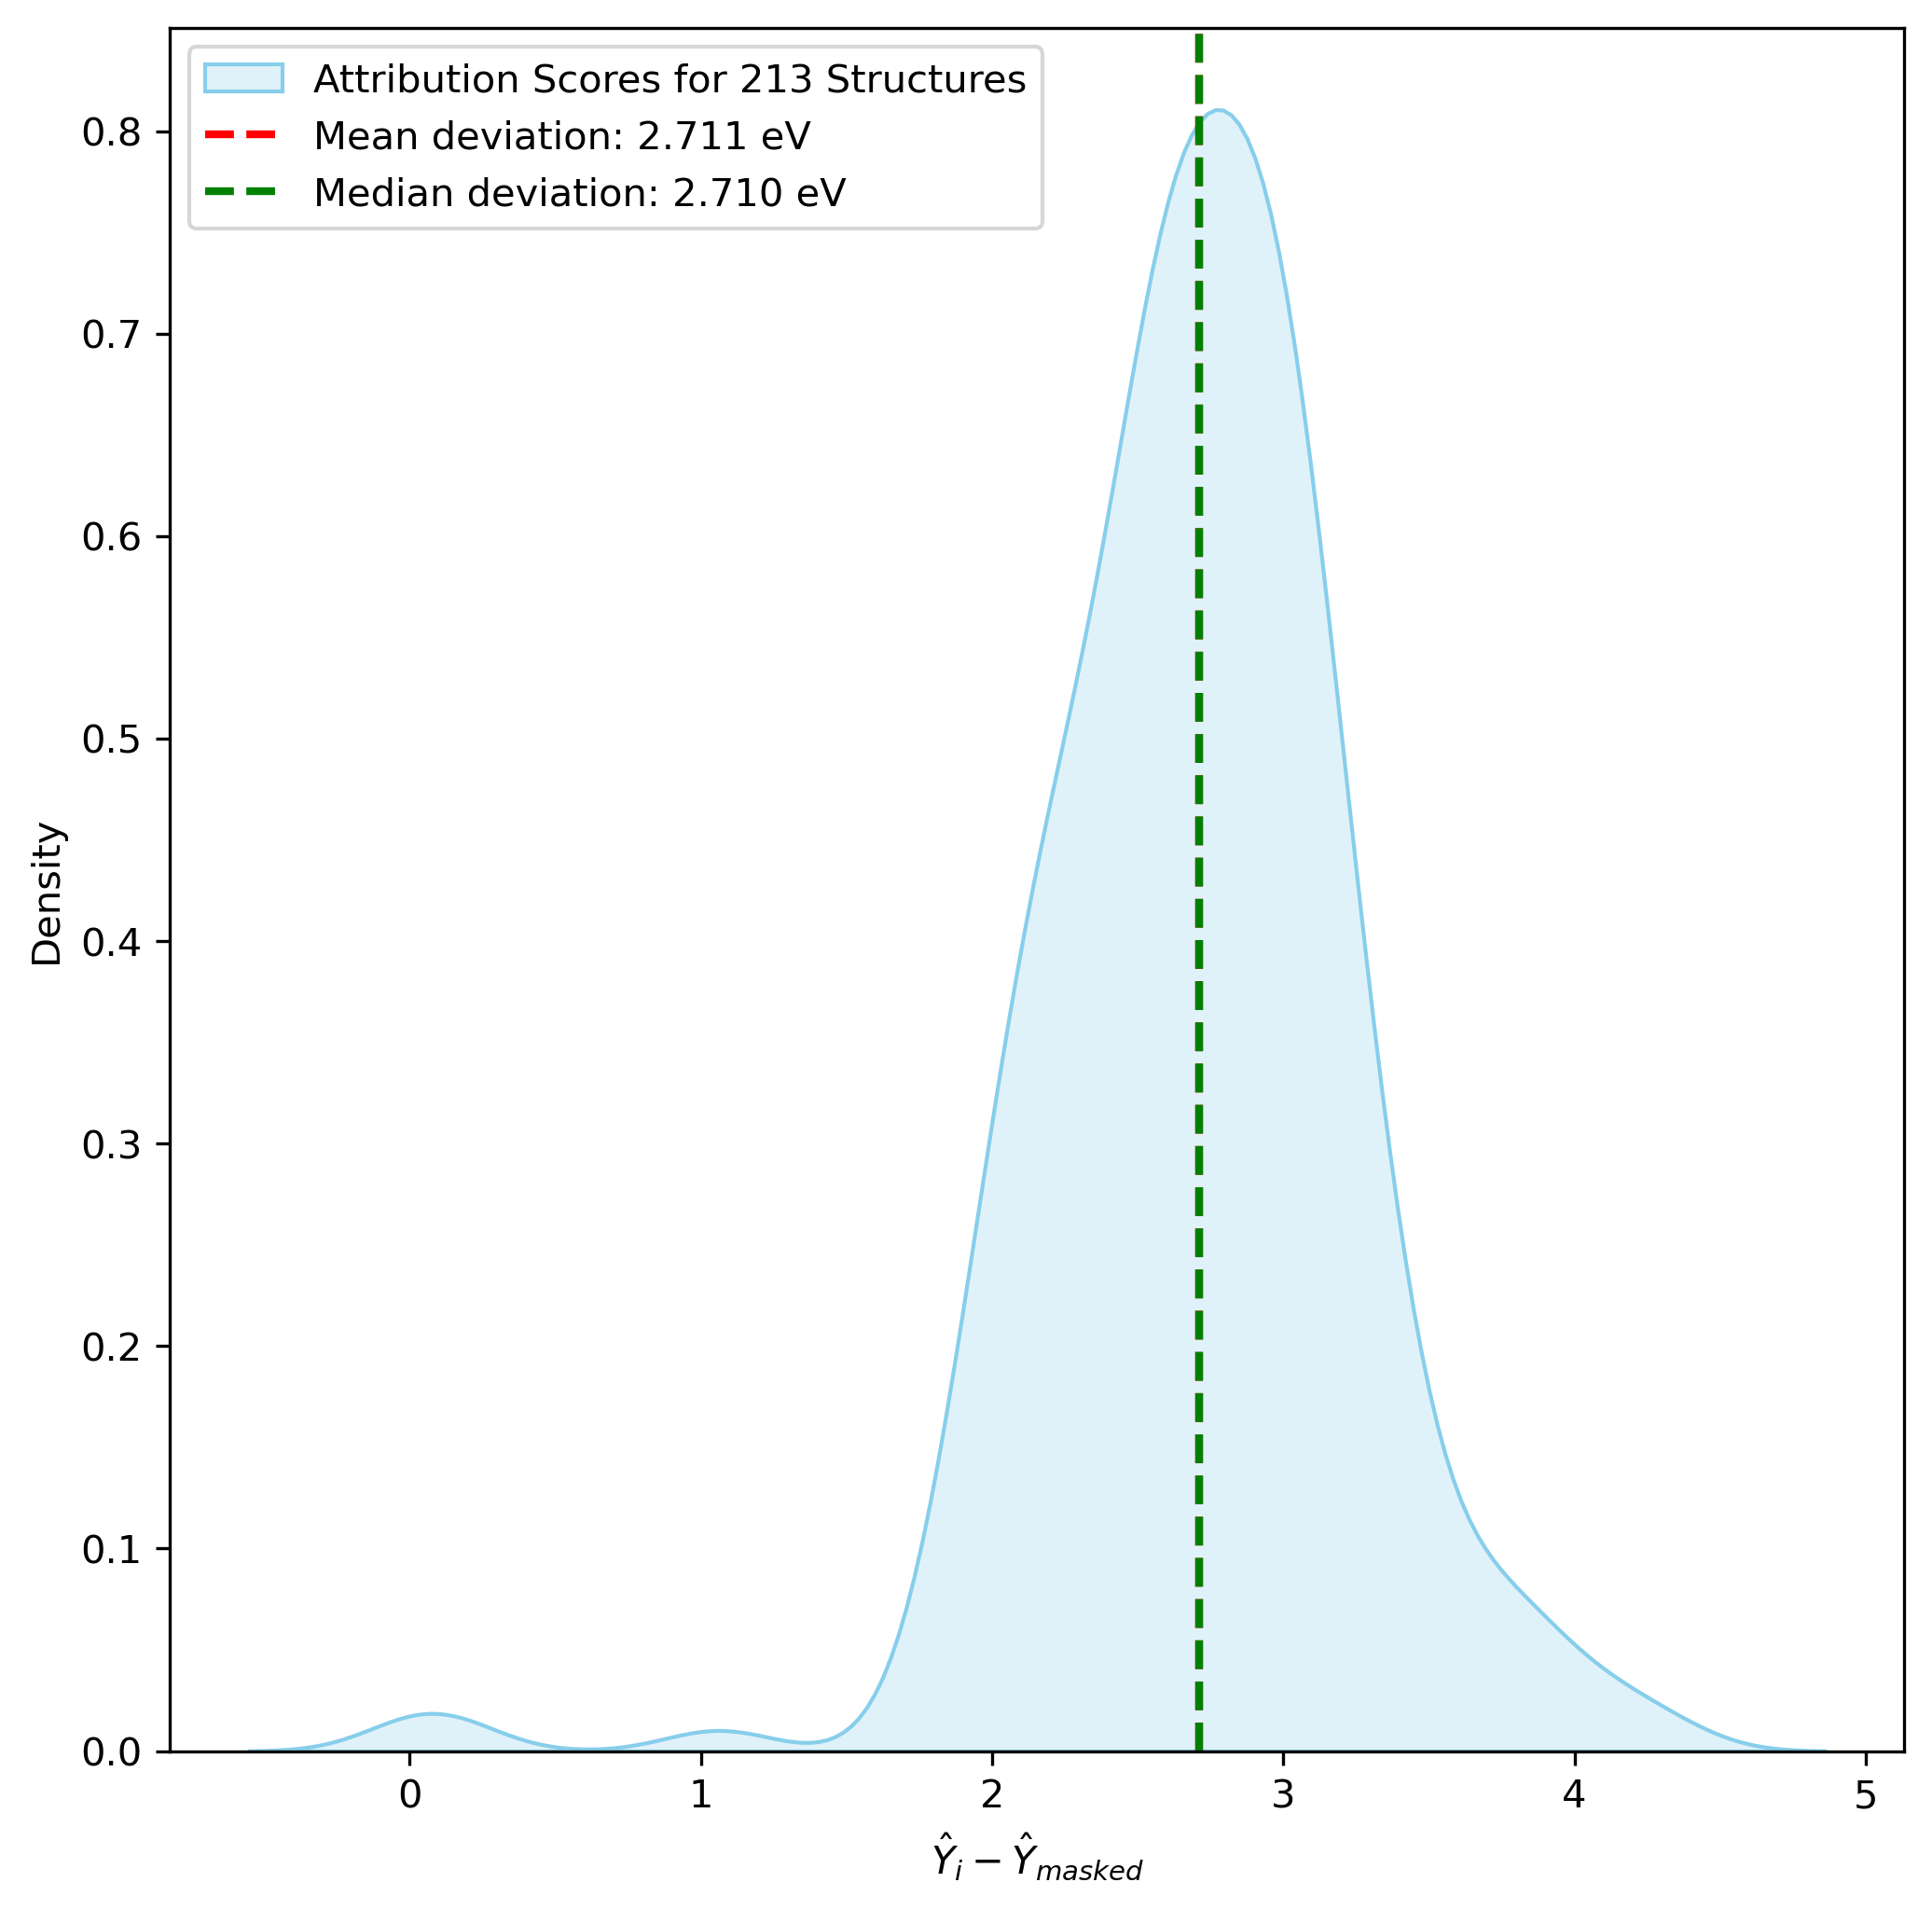 Attribution Scores for 213 Structures
Mean deviation: 2.711 eV
Median deviation: 2.710 eV
0.8
0.7
0.6
0.5
0.4
0.3
0.2
0.1
0.0
Density
0 1 2 3 4 5
Ŷᵢ − Ŷ_masked